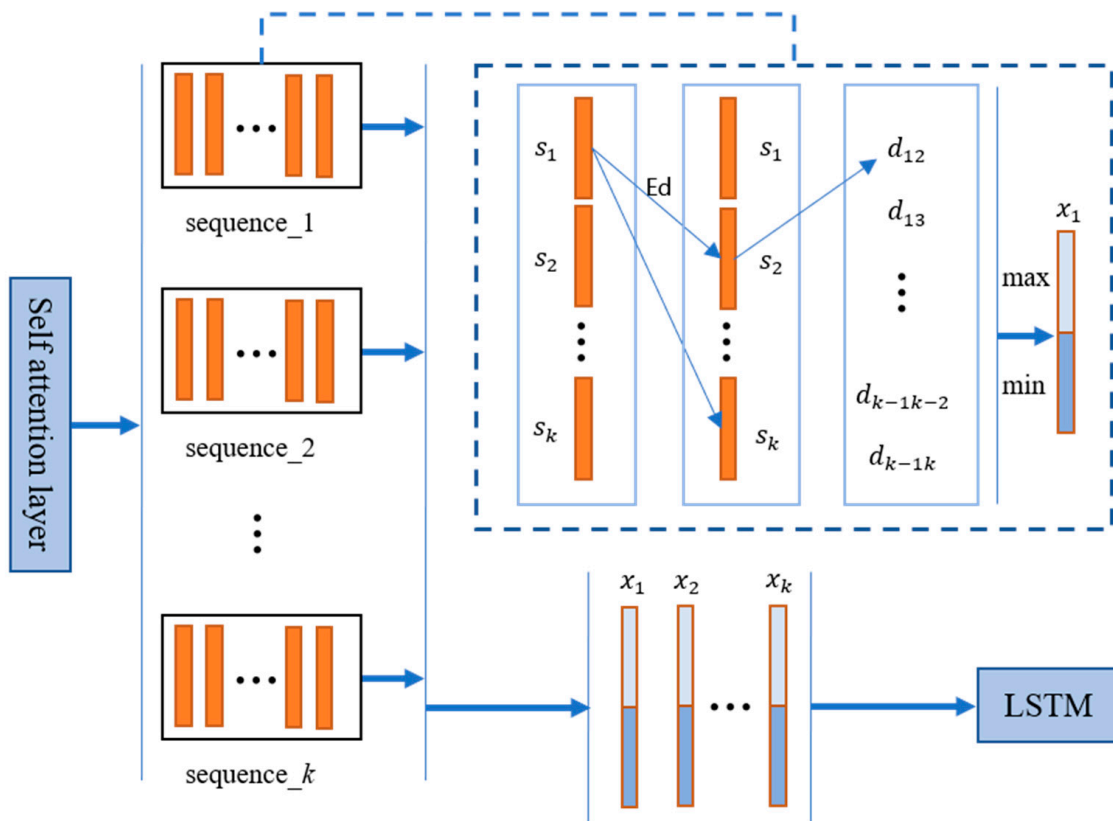 Self attention layer
sequence_1
sequence_2
sequence_k
s₁
s₂
sₖ
Ed
s₁
s₂
sₖ
d₁₂
d₁₃
dₖ₋₁ₖ₋₂
dₖ₋₁ₖ
max
min
x₁
x₁ x₂ xₖ
LSTM